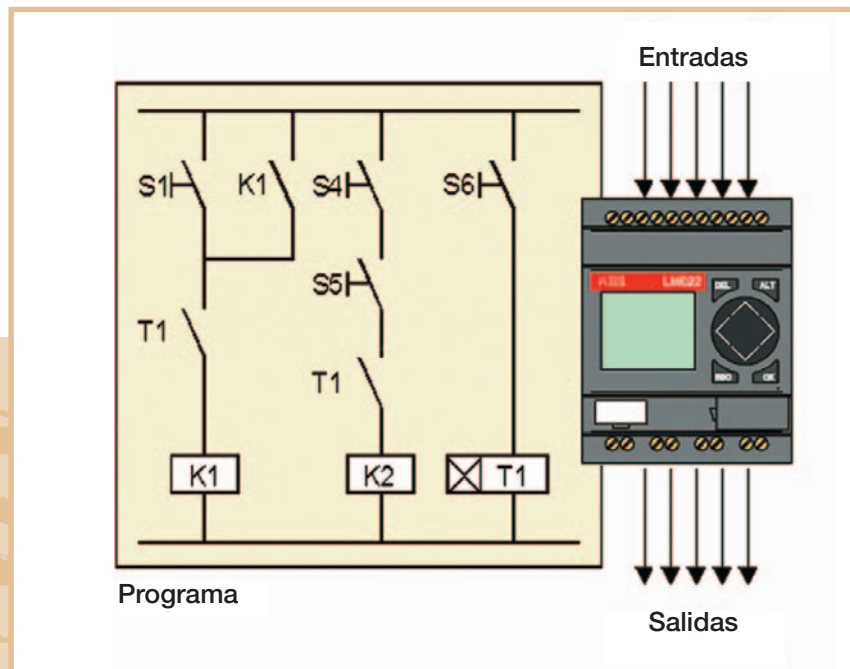 Entradas
S1
K1
S4
S6
S5
T1
T1
K1
K2
T1
DEL
ALT
OK
Programa
Salidas